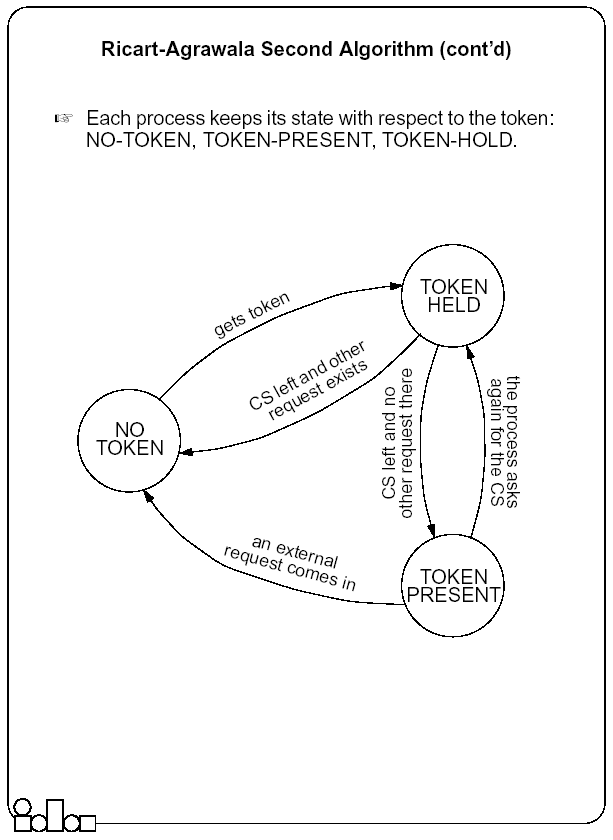 Ricart-Agrawala Second Algorithm (cont’d)
☞ Each process keeps its state with respect to the token:
NO-TOKEN, TOKEN-PRESENT, TOKEN-HOLD.
TOKEN
HELD
gets token
CS left and other
request exists
NO
TOKEN
CS left and no
other request there
the process asks
again for the CS
an external
request comes in
TOKEN
PRESENT